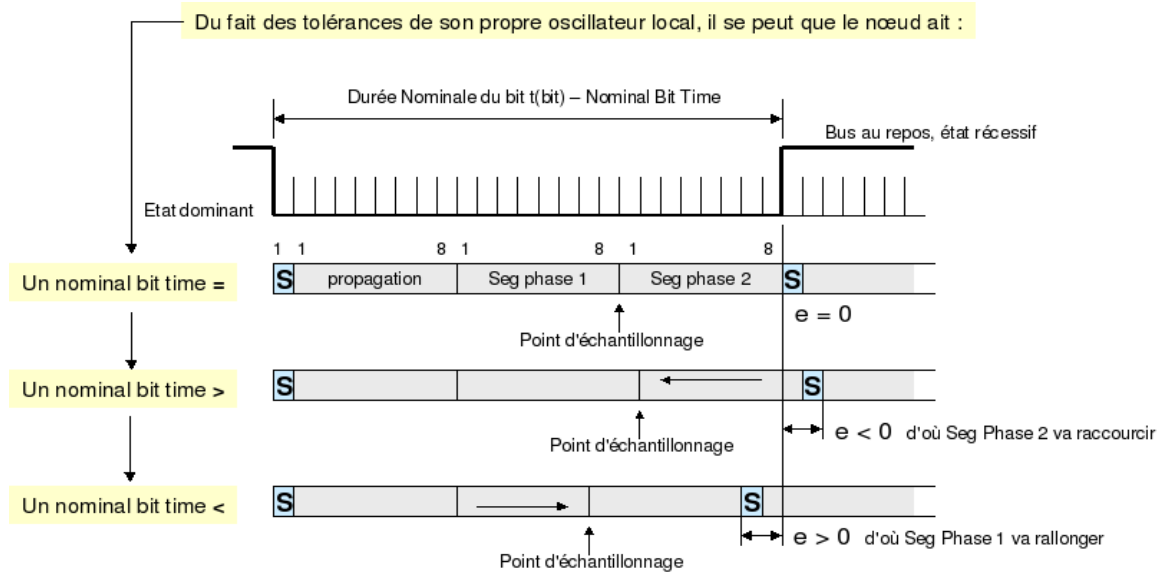 Du fait des tolérances de son propre oscillateur local, il se peut que le nœud ait :
Durée Nominale du bit t(bit) – Nominal Bit Time
Bus au repos, état récessif
Etat dominant
1 1 8 1 8 1 8
Un nominal bit time =
S propagation Seg phase 1 Seg phase 2 S
e = 0
Point d'échantillonnage
Un nominal bit time >
S S
Point d'échantillonnage
e < 0 d'où Seg Phase 2 va raccourcir
Un nominal bit time <
S S
e > 0 d'où Seg Phase 1 va rallonger
Point d'échantillonnage